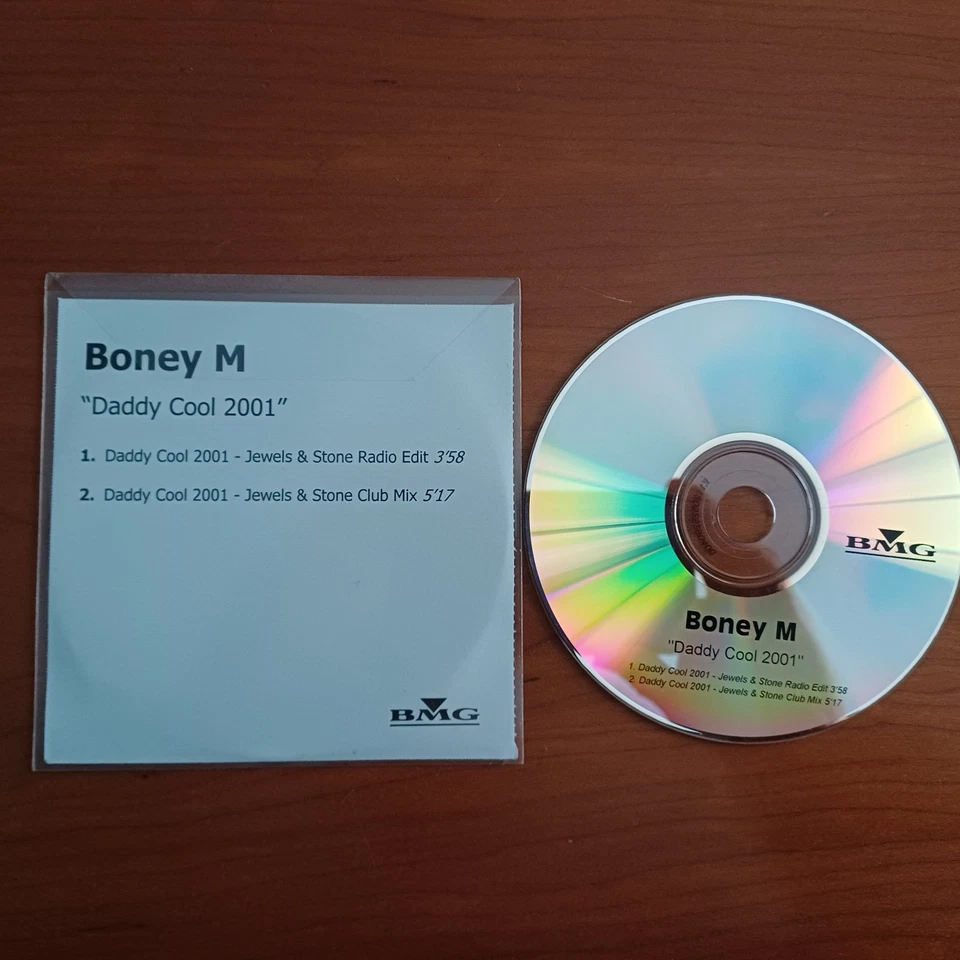 Boney M
“Daddy Cool 2001”
1. Daddy Cool 2001 - Jewels & Stone Radio Edit 3'58
2. Daddy Cool 2001 - Jewels & Stone Club Mix 5'17
BMG
BMG
Boney M
"Daddy Cool 2001"
1. Daddy Cool 2001 - Jewels & Stone Radio Edit 3'58
2. Daddy Cool 2001 - Jewels & Stone Club Mix 5'17